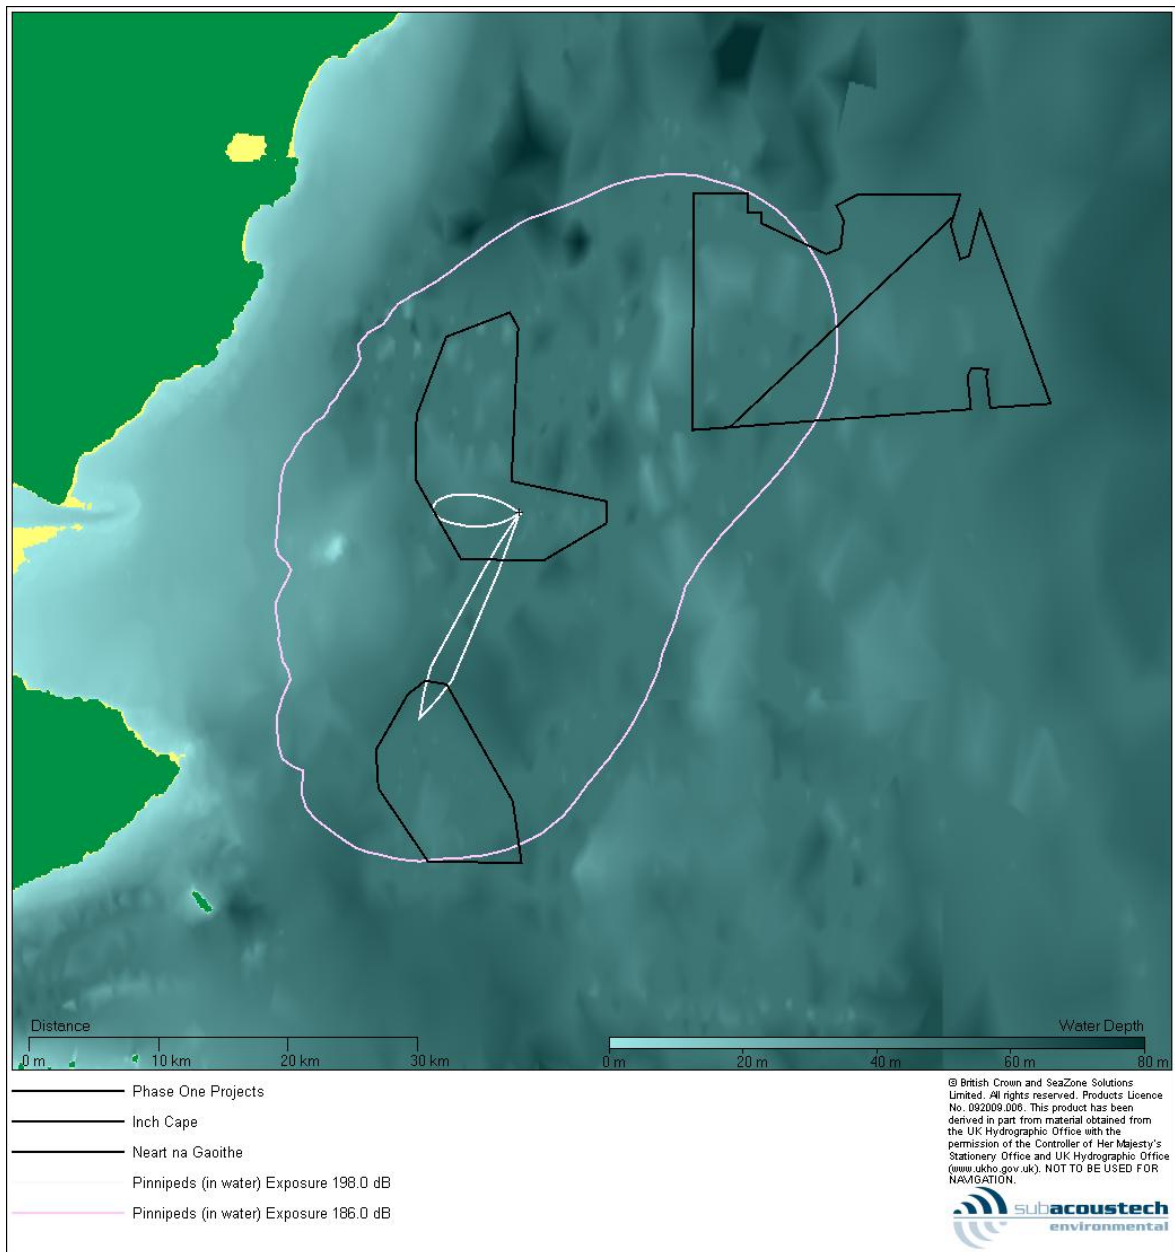 Distance
0 m 10 km 20 km 30 km
Water Depth
0 m 20 m 40 m 60 m 80 m
Phase One Projects
Inch Cape
Neart na Gaoithe
Pinnipeds (in water) Exposure 198.0 dB
Pinnipeds (in water) Exposure 186.0 dB
© British Crown and SeaZone Solutions
Limited. All rights reserved. Products Licence
No. 092009.006. This product has been
derived in part from material obtained from
the UK Hydrographic Office with the
permission of the Controller of Her Majesty's
Stationery Office and UK Hydrographic Office
(www.ukho.gov.uk). NOT TO BE USED FOR
NAVIGATION.
subacoustech
environmental